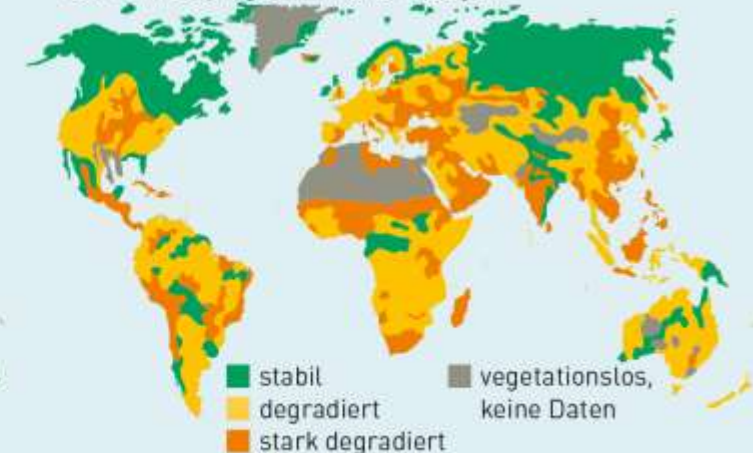 stabil
degradiert
stark degradiert
vegetationslos,
keine Daten